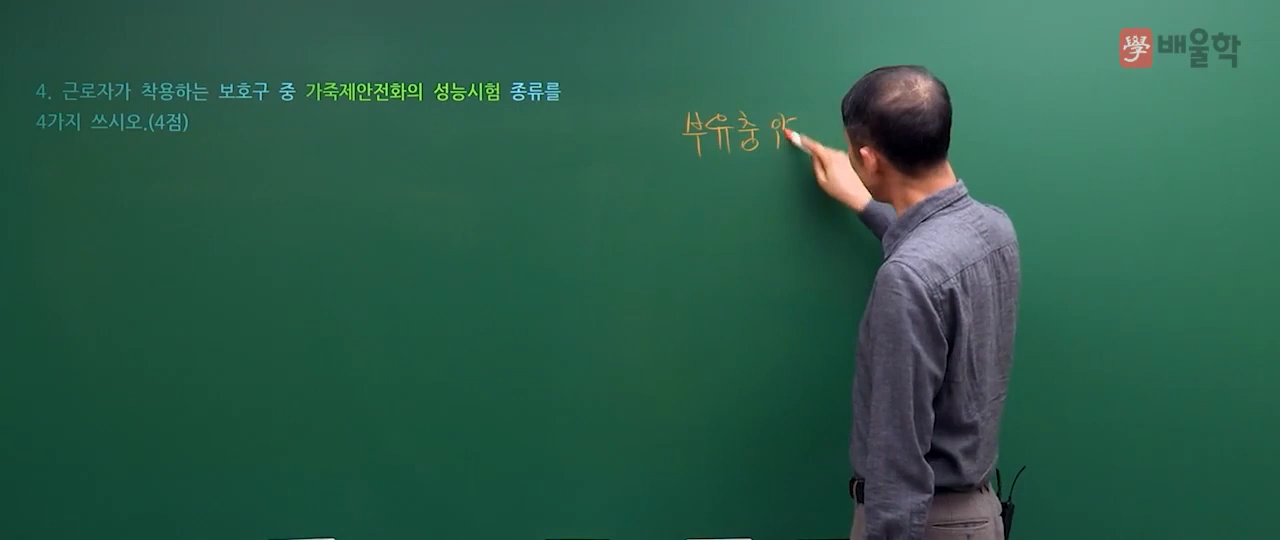 學 배울학
4. 근로자가 착용하는 보호구 중 가죽제안전화의 성능시험 종류를
4가지 쓰시오.(4점)
부유충